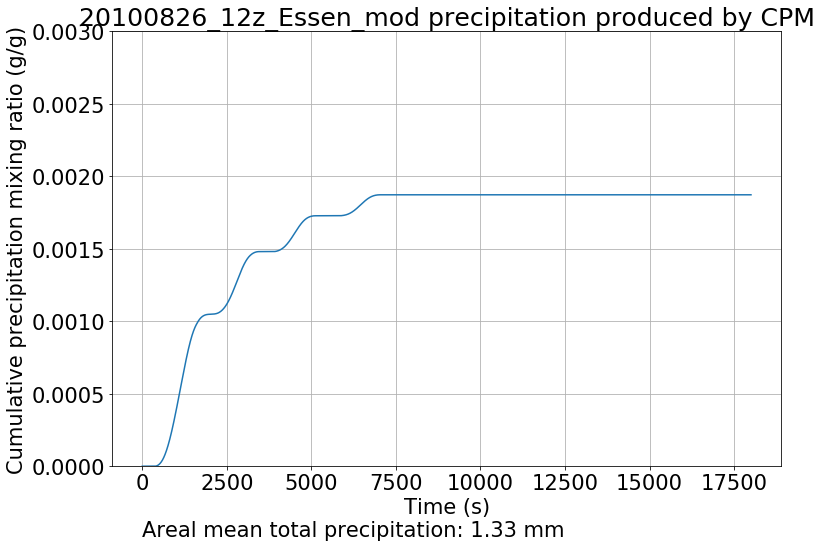 20100826_12z_Essen_mod precipitation produced by CPM
Cumulative precipitation mixing ratio (g/g)
0.0030
0.0025
0.0020
0.0015
0.0010
0.0005
0.0000
0 2500 5000 7500 10000 12500 15000 17500
Time (s)
Areal mean total precipitation: 1.33 mm